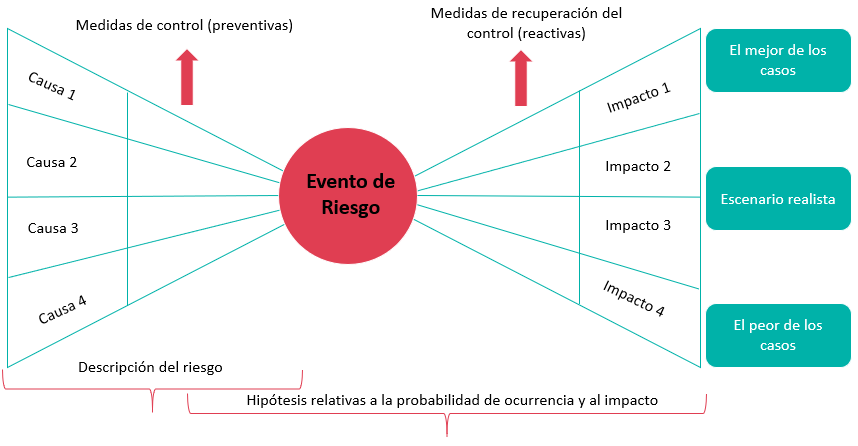 Medidas de control (preventivas)
Medidas de recuperación del
control (reactivas)
El mejor de los
casos
Causa 1
Impacto 1
Causa 2
Evento de
Riesgo
Impacto 2
Escenario realista
Causa 3
Impacto 3
Causa 4
Impacto 4
El peor de los
casos
Descripción del riesgo
Hipótesis relativas a la probabilidad de ocurrencia y al impacto